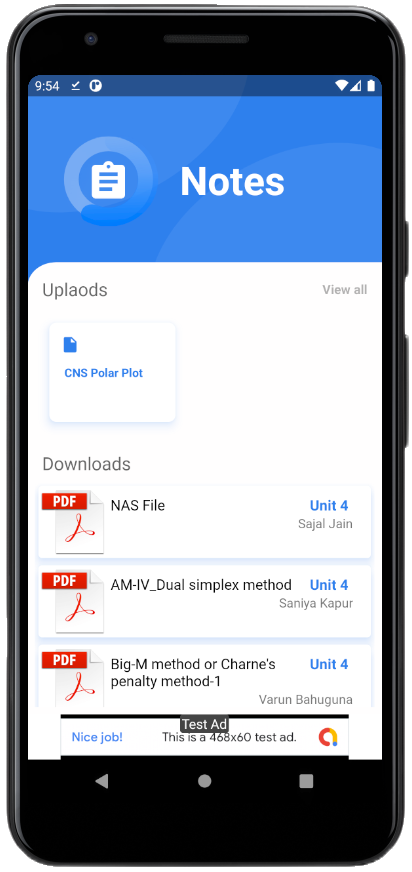 9:54
Notes
Uplaods
View all
CNS Polar Plot
Downloads
PDF
NAS File
Unit 4
Sajal Jain
PDF
AM-IV_Dual simplex method
Unit 4
Saniya Kapur
PDF
Big-M method or Charne's
penalty method-1
Unit 4
Varun Bahuguna
Test Ad
Nice job!
This is a 468x60 test ad.